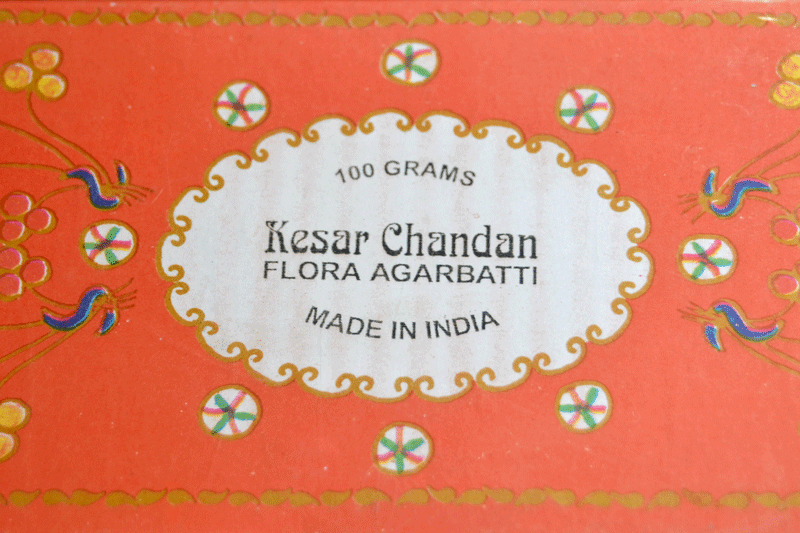 100 GRAMS
Kesar Chandan
FLORA AGARBATTI
MADE IN INDIA